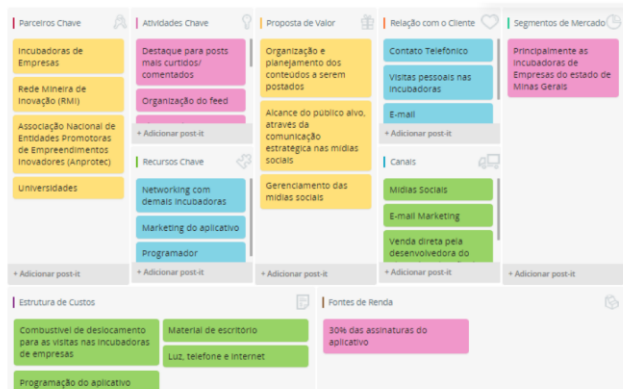 Parceiros Chave
Incubadoras de
Empresas
Rede Mineira de
Inovação (RMI)
Associação Nacional de
Entidades Promotoras
de Empreendimentos
Inovadores (Anprotec)
Universidades
+ Adicionar post-it
Atividades Chave
Destaque para posts
mais curtidos/
comentados
Organização do feed
+ Adicionar post-it
Recursos Chave
Networking com
demais incubadoras
Marketing do aplicativo
Programador
+ Adicionar post-it
Proposta de Valor
Organização e
planejamento dos
conteúdos a serem
postados
Alcance do público alvo,
através da
comunicação
estratégica nas mídias
sociais
Gerenciamento das
mídias sociais
+ Adicionar post-it
Relação com o Cliente
Contato Telefônico
Visitas pessoais nas
incubadoras
E-mail
+ Adicionar post-it
Canais
Mídias Sociais
E-mail Marketing
Venda direta pela
desenvolvedora do
+ Adicionar post-it
Segmentos de Mercado
Principalmente as
Incubadoras de
Empresas do estado de
Minas Gerais
+ Adicionar post-it
Estrutura de Custos
Combustível de deslocamento
para as visitas nas incubadoras
de empresas
Programação do aplicativo
Material de escritório
Luz, telefone e internet
Fontes de Renda
30% das assinaturas do
aplicativo